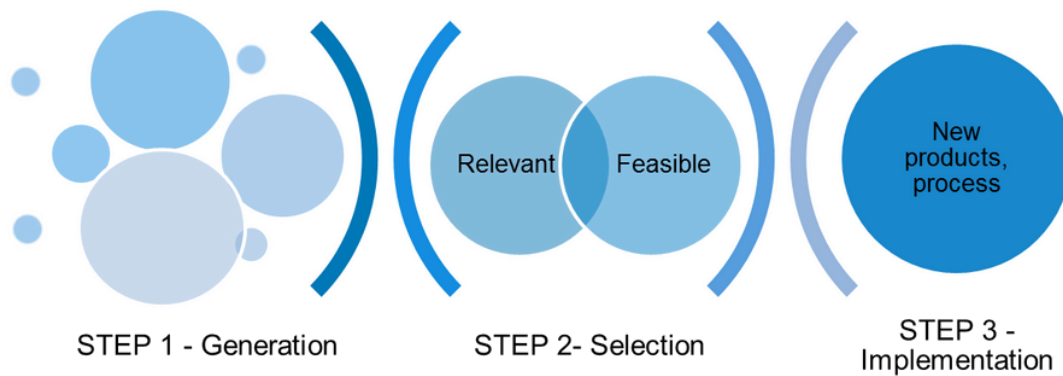 Relevant
Feasible
New
products,
process
STEP 1 - Generation
STEP 2- Selection
STEP 3 -
Implementation